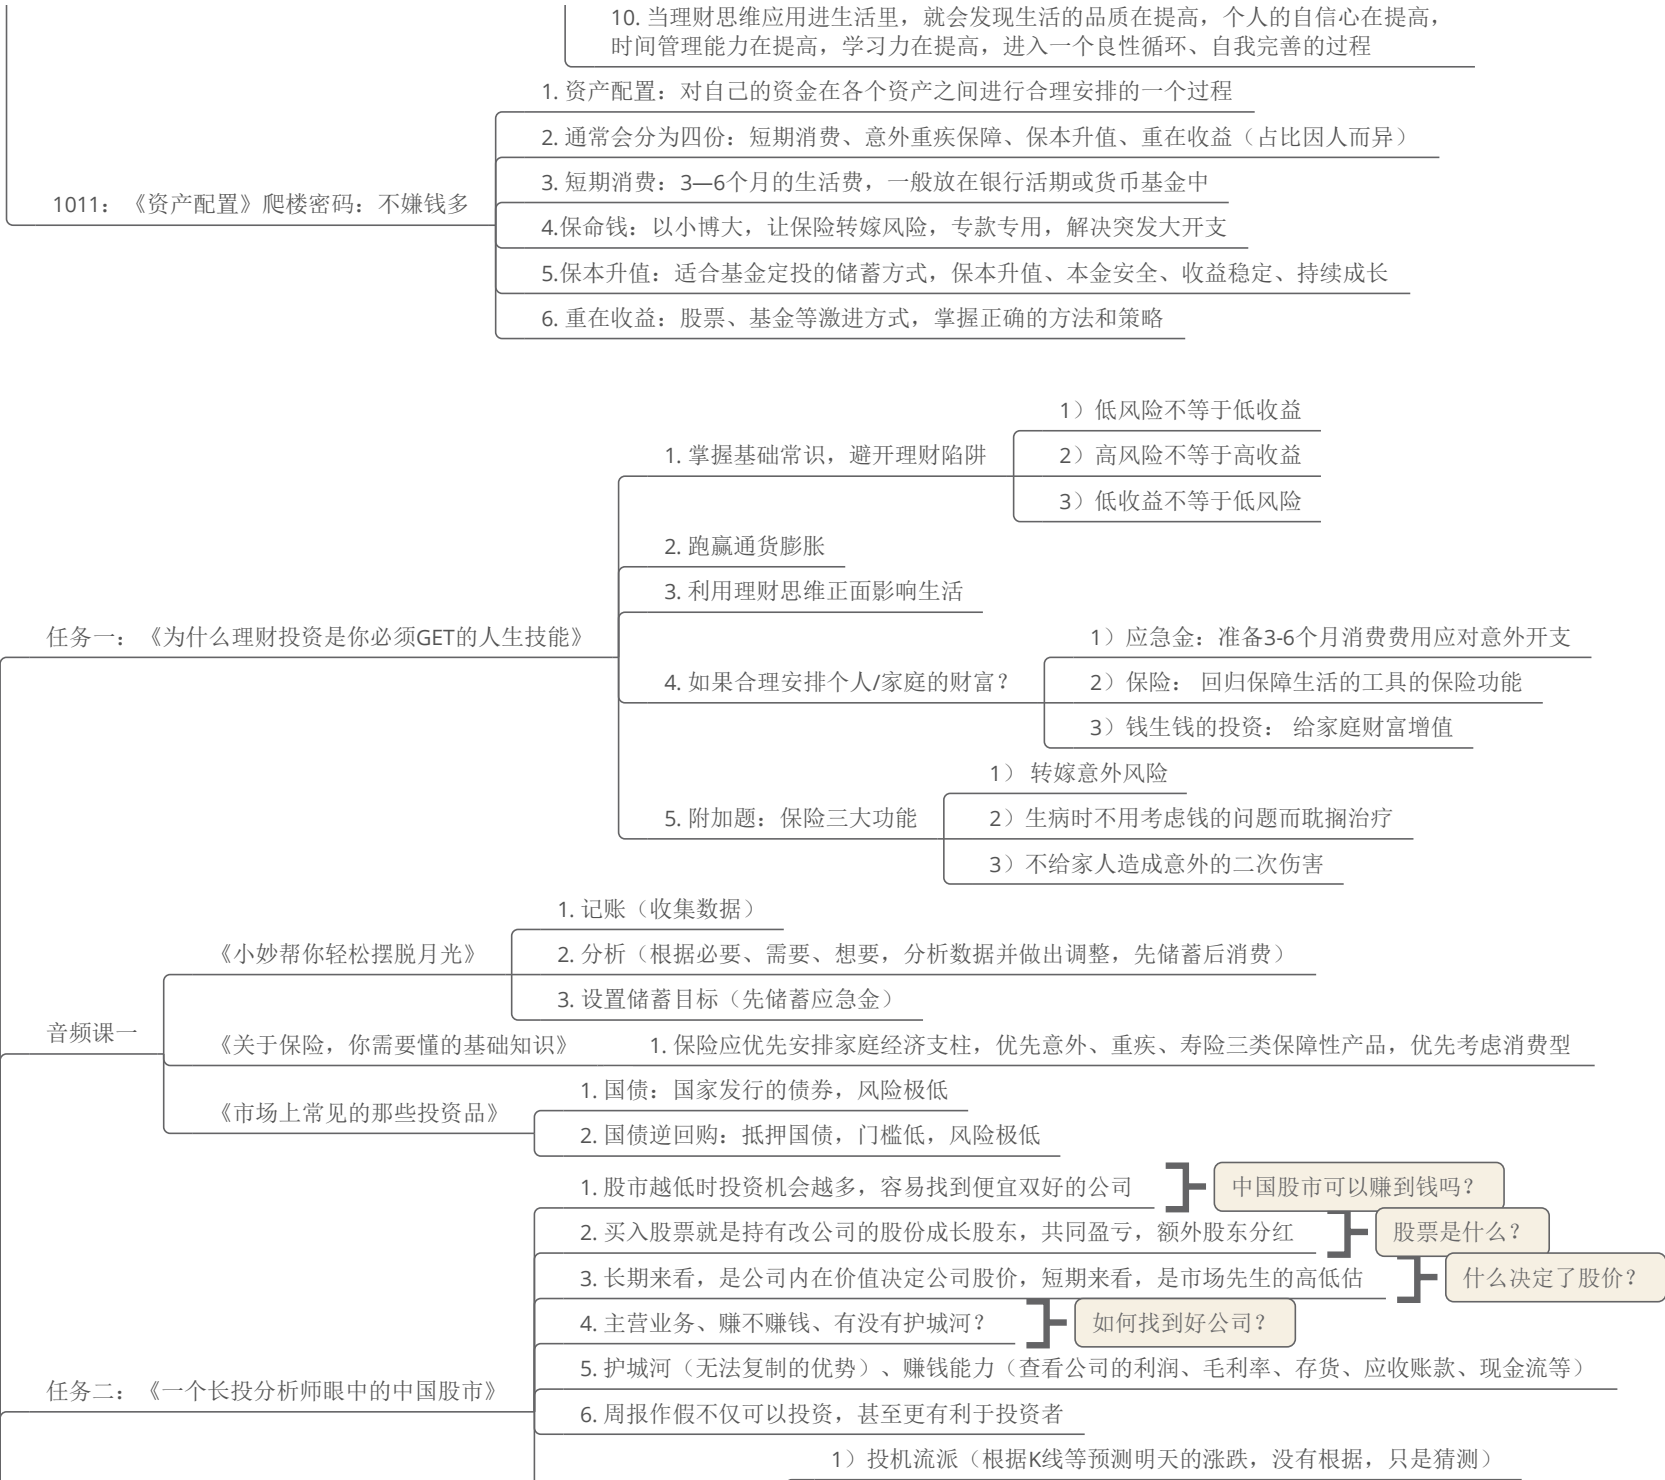 10. 当理财思维应用进生活里，就会发现生活的品质在提高，个人的自信心在提高，
时间管理能力在提高，学习力在提高，进入一个良性循环、自我完善的过程
1011：《资产配置》爬楼密码：不嫌钱多
1. 资产配置：对自己的资金在各个资产之间进行合理安排的一个过程
2. 通常会分为四份：短期消费、意外重疾保障、保本升值、重在收益（占比因人而异）
3. 短期消费：3—6个月的生活费，一般放在银行活期或货币基金中
4.保命钱：以小博大，让保险转嫁风险，专款专用，解决突发大开支
5.保本升值：适合基金定投的储蓄方式，保本升值、本金安全、收益稳定、持续成长
6. 重在收益：股票、基金等激进方式，掌握正确的方法和策略
任务一：《为什么理财投资是你必须GET的人生技能》
1. 掌握基础常识，避开理财陷阱
1）低风险不等于低收益
2）高风险不等于高收益
3）低收益不等于低风险
2. 跑赢通货膨胀
3. 利用理财思维正面影响生活
4. 如果合理安排个人/家庭的财富？
1）应急金：准备3-6个月消费费用应对意外开支
2）保险： 回归保障生活的工具的保险功能
3）钱生钱的投资： 给家庭财富增值
5. 附加题：保险三大功能
1） 转嫁意外风险
2）生病时不用考虑钱的问题而耽搁治疗
3）不给家人造成意外的二次伤害
音频课一
《小妙帮你轻松摆脱月光》
1. 记账（收集数据）
2. 分析（根据必要、需要、想要，分析数据并做出调整，先储蓄后消费）
3. 设置储蓄目标（先储蓄应急金）
《关于保险，你需要懂的基础知识》
1. 保险应优先安排家庭经济支柱，优先意外、重疾、寿险三类保障性产品，优先考虑消费型
《市场上常见的那些投资品》
1. 国债：国家发行的债券，风险极低
2. 国债逆回购：抵押国债，门槛低，风险极低
任务二：《一个长投分析师眼中的中国股市》
1. 股市越低时投资机会越多，容易找到便宜双好的公司
中国股市可以赚到钱吗？
2. 买入股票就是持有改公司的股份成长股东，共同盈亏，额外股东分红
股票是什么？
3. 长期来看，是公司内在价值决定公司股价，短期来看，是市场先生的高低估
什么决定了股价？
4. 主营业务、赚不赚钱、有没有护城河？
如何找到好公司？
5. 护城河（无法复制的优势）、赚钱能力（查看公司的利润、毛利率、存货、应收账款、现金流等）
6. 周报作假不仅可以投资，甚至更有利于投资者
1）投机流派（根据K线等预测明天的涨跌，没有根据，只是猜测）